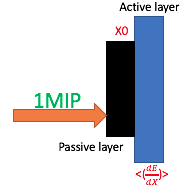 Active layer
X0
1MIP
Passive layer
<(dE/dX)